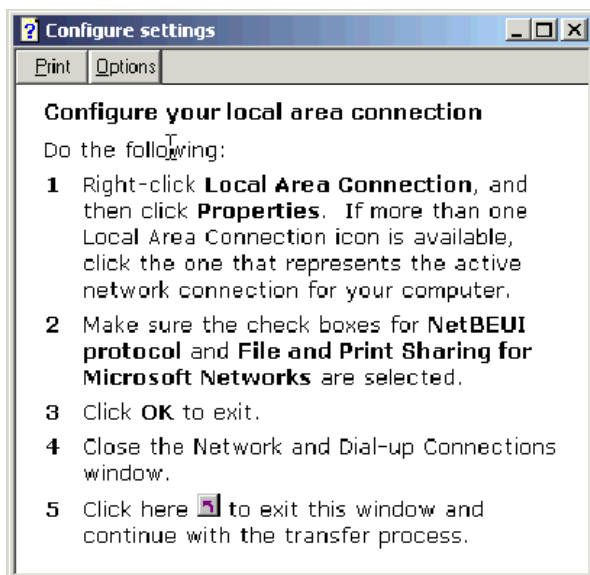 Configure settings
Print Options
Configure your local area connection
Do the following:
1 Right-click Local Area Connection, and
then click Properties. If more than one
Local Area Connection icon is available,
click the one that represents the active
network connection for your computer.
2 Make sure the check boxes for NetBEUI
protocol and File and Print Sharing for
Microsoft Networks are selected.
3 Click OK to exit.
4 Close the Network and Dial-up Connections
window.
5 Click here to exit this window and
continue with the transfer process.